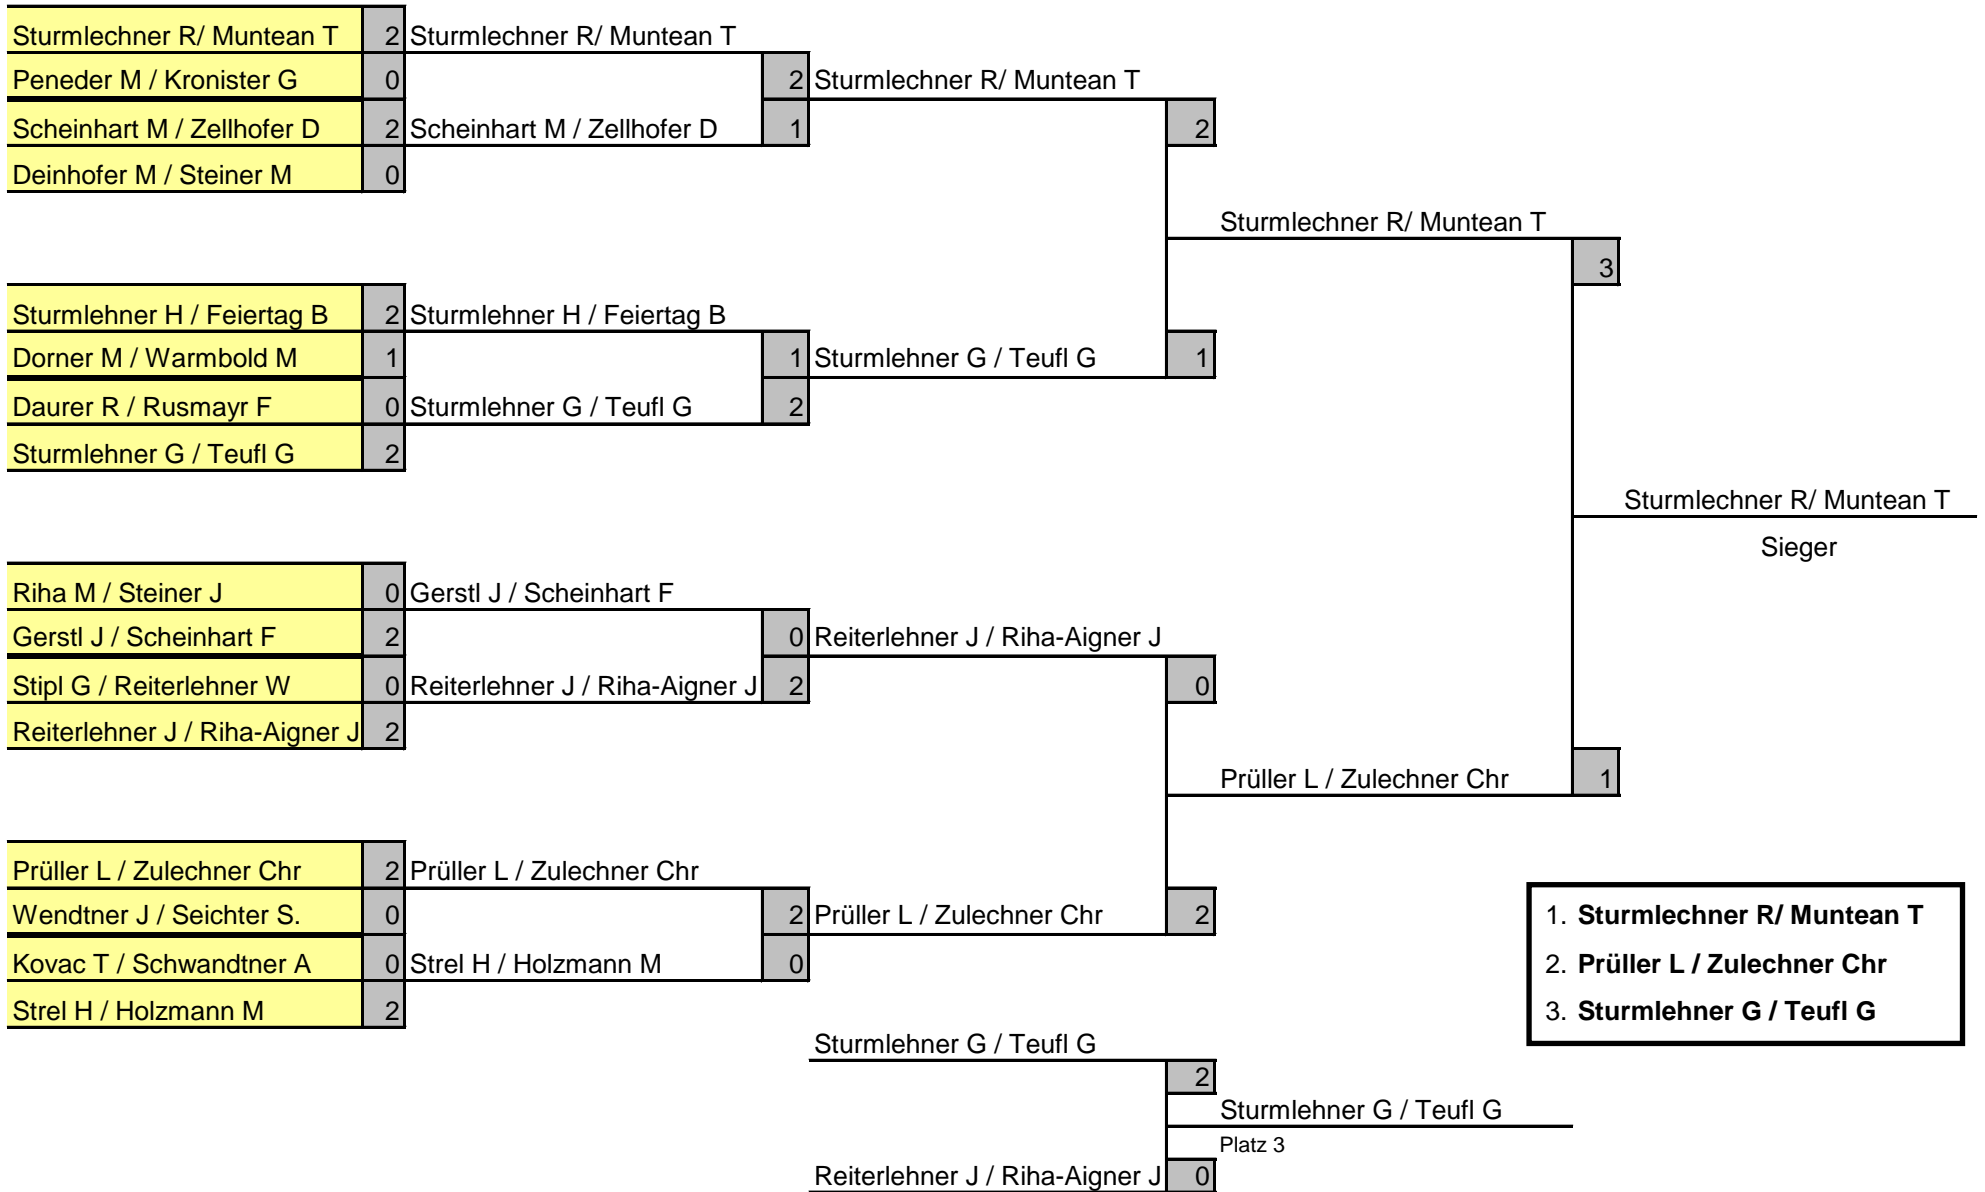 Sturmlechner R/ Muntean T 2 Sturmlechner R/ Muntean T
Peneder M / Kronister G 0 2 Sturmlechner R/ Muntean T
Scheinhart M / Zellhofer D 2 Scheinhart M / Zellhofer D 1 2
Deinhofer M / Steiner M 0
Sturmlechner R/ Muntean T
3
Sturmlehner H / Feiertag B 2 Sturmlehner H / Feiertag B
Dorner M / Warmbold M 1 1 Sturmlehner G / Teufl G 1
Daurer R / Rusmayr F 0 Sturmlehner G / Teufl G 2
Sturmlehner G / Teufl G 2
Sturmlechner R/ Muntean T
Sieger
Riha M / Steiner J 0 Gerstl J / Scheinhart F
Gerstl J / Scheinhart F 2 0 Reiterlehner J / Riha-Aigner J
Stipl G / Reiterlehner W 0 Reiterlehner J / Riha-Aigner J 2 0
Reiterlehner J / Riha-Aigner J 2
Prüller L / Zulechner Chr 1
Prüller L / Zulechner Chr 2 Prüller L / Zulechner Chr
Wendtner J / Seichter S. 0 2 Prüller L / Zulechner Chr 2
Kovac T / Schwandtner A 0 Strel H / Holzmann M 0
Strel H / Holzmann M 2
1. Sturmlechner R/ Muntean T
2. Prüller L / Zulechner Chr
3. Sturmlehner G / Teufl G
Sturmlehner G / Teufl G
2
Sturmlehner G / Teufl G
Platz 3
Reiterlehner J / Riha-Aigner J 0